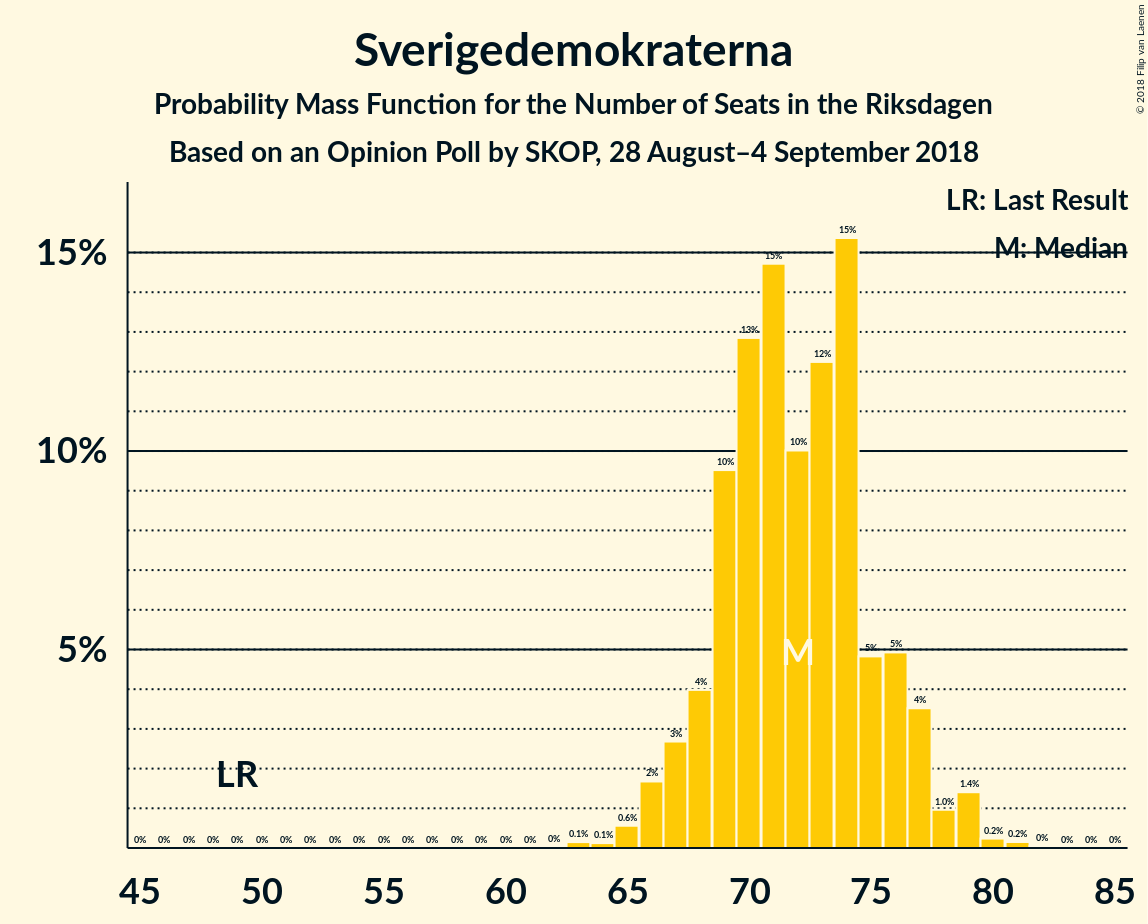 Sverigedemokraterna
Probability Mass Function for the Number of Seats in the Riksdagen
Based on an Opinion Poll by SKOP, 28 August–4 September 2018
© 2018 Filip van Laenen
LR: Last Result
M: Median
15%
10%
5%
0% 0% 0% 0% 0% 0% 0% 0% 0% 0% 0% 0% 0% 0% 0% 0% 0% 0% 0.1% 0.1% 0.6% 2% 3% 4% 10% 13% 15% 10% 12% 15% 5% 5% 4% 1.0% 1.4% 0.2% 0.2% 0% 0% 0% 0%
M
LR
45 50 55 60 65 70 75 80 85